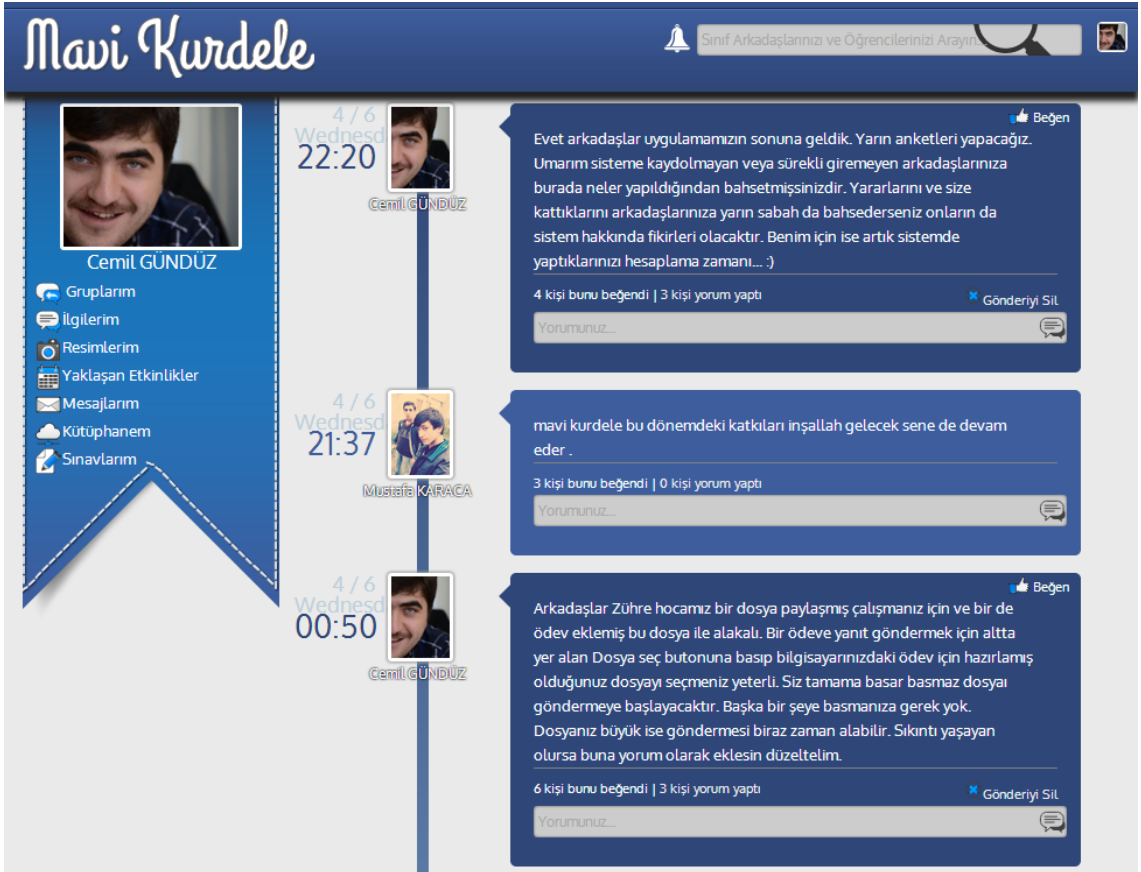 Mavi Kurdele
Sınıf Arkadaşlarınızı ve Öğrencilerinizi Arayın...
Cemil GÜNDÜZ
Gruplarım
İlgilerim
Resimlerim
Yaklaşan Etkinlikler
Mesajlarım
Kütüphanem
Sınavlarım
4 / 6
Wednesd
22:20
Cemil GÜNDÜZ
Beğen
Evet arkadaşlar uygulamamızın sonuna geldik. Yarın anketleri yapacağız.
Umarım sisteme kaydolmayan veya sürekli giremeyen arkadaşlarınıza
burada neler yapıldığından bahsetmişsinizdir. Yararlarını ve size
kattıklarını arkadaşlarınıza yarın sabah da bahsederseniz onların da
sistem hakkında fikirleri olacaktır. Benim için ise artık sistemde
yaptıklarınızı hesaplama zamanı... :)
4 kişi bunu beğendi | 3 kişi yorum yaptı
Gönderiyi Sil
Yorumunuz...
4 / 6
Wednesd
21:37
Mustafa KARACA
mavi kurdele bu dönemdeki katkıları inşallah gelecek sene de devam
eder .
3 kişi bunu beğendi | 0 kişi yorum yaptı
Yorumunuz...
4 / 6
Wednesd
00:50
Cemil GÜNDÜZ
Beğen
Arkadaşlar Zühre hocamız bir dosya paylaşmış çalışmanız için ve bir de
ödev eklemiş bu dosya ile alakalı. Bir ödeve yanıt göndermek için altta
yer alan Dosya seç butonuna basıp bilgisayarınızdaki ödev için hazırlamış
olduğunuz dosyayı seçmeniz yeterli. Siz tamama basar basmaz dosyaı
göndermeye başlayacaktır. Başka bir şeye basmanıza gerek yok.
Dosyanız büyük ise göndermesi biraz zaman alabilir. Sıkıntı yaşayan
olursa buna yorum olarak eklesin düzeltelim.
6 kişi bunu beğendi | 3 kişi yorum yaptı
Gönderiyi Sil
Yorumunuz...